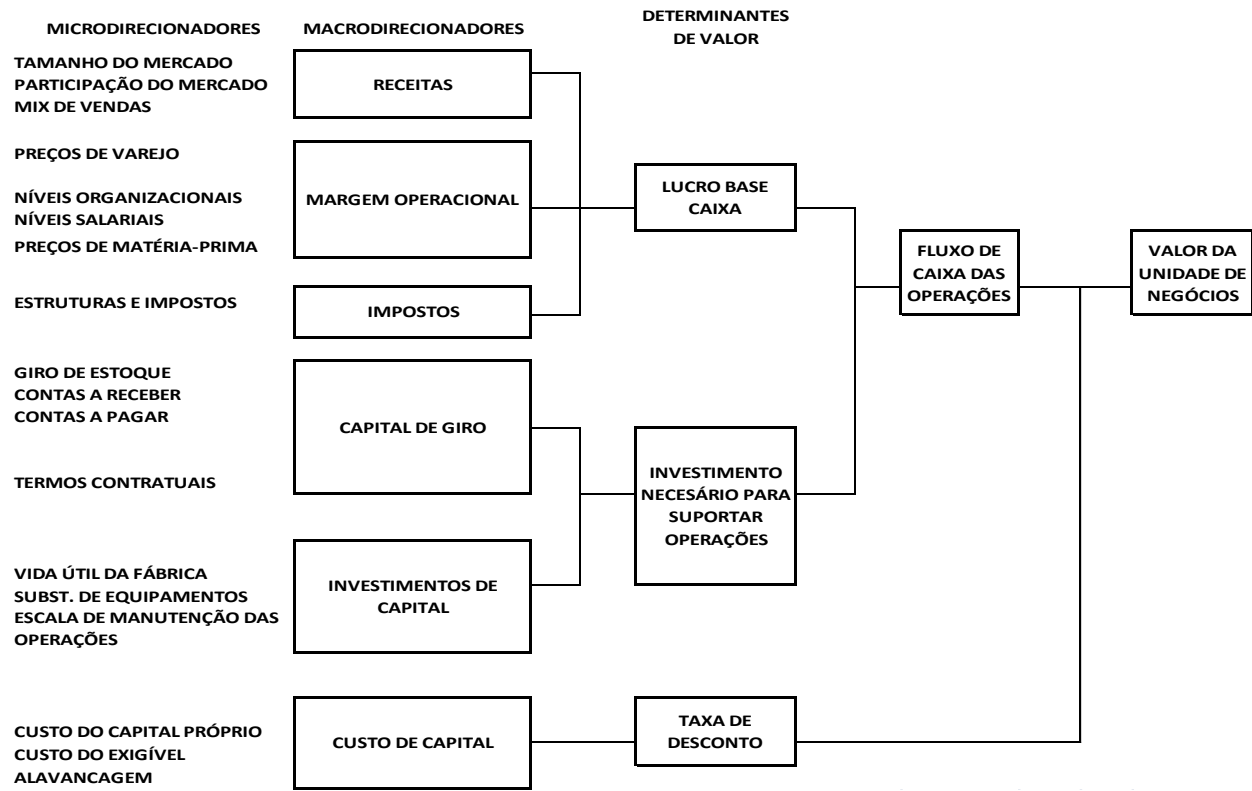 MICRODIRECIONADORES
MACRODIRECIONADORES
DETERMINANTES
DE VALOR
TAMANHO DO MERCADO
PARTICIPAÇÃO DO MERCADO
MIX DE VENDAS
RECEITAS
PREÇOS DE VAREJO
NÍVEIS ORGANIZACIONAIS
NÍVEIS SALARIAIS
PREÇOS DE MATÉRIA-PRIMA
MARGEM OPERACIONAL
LUCRO BASE
CAIXA
ESTRUTURAS E IMPOSTOS
IMPOSTOS
FLUXO DE
CAIXA DAS
OPERAÇÕES
VALOR DA
UNIDADE DE
NEGÓCIOS
GIRO DE ESTOQUE
CONTAS A RECEBER
CONTAS A PAGAR
TERMOS CONTRATUAIS
CAPITAL DE GIRO
INVESTIMENTO
NECESÁRIO PARA
SUPORTAR
OPERAÇÕES
VIDA ÚTIL DA FÁBRICA
SUBST. DE EQUIPAMENTOS
ESCALA DE MANUTENÇÃO DAS
OPERAÇÕES
INVESTIMENTOS DE
CAPITAL
CUSTO DO CAPITAL PRÓPRIO
CUSTO DO EXIGÍVEL
ALAVANCAGEM
CUSTO DE CAPITAL
TAXA DE
DESCONTO